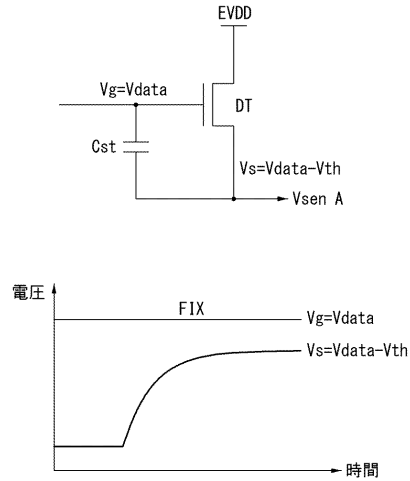 EVDD
Vg=Vdata
DT
Cst
Vs=Vdata-Vth
Vsen A
電圧
FIX
Vg=Vdata
Vs=Vdata-Vth
時間